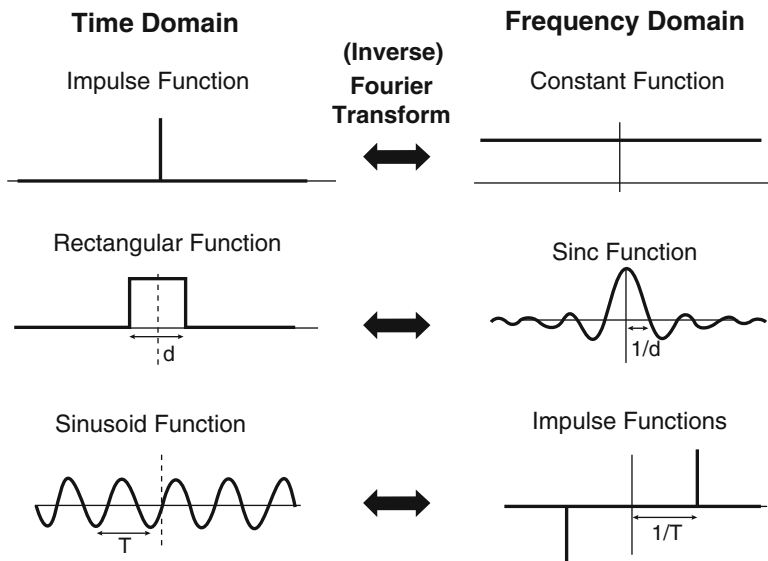 Time Domain
Frequency Domain
(Inverse)
Fourier
Transform
Impulse Function
Constant Function
Rectangular Function
Sinc Function
d
1/d
Sinusoid Function
Impulse Functions
T
1/T